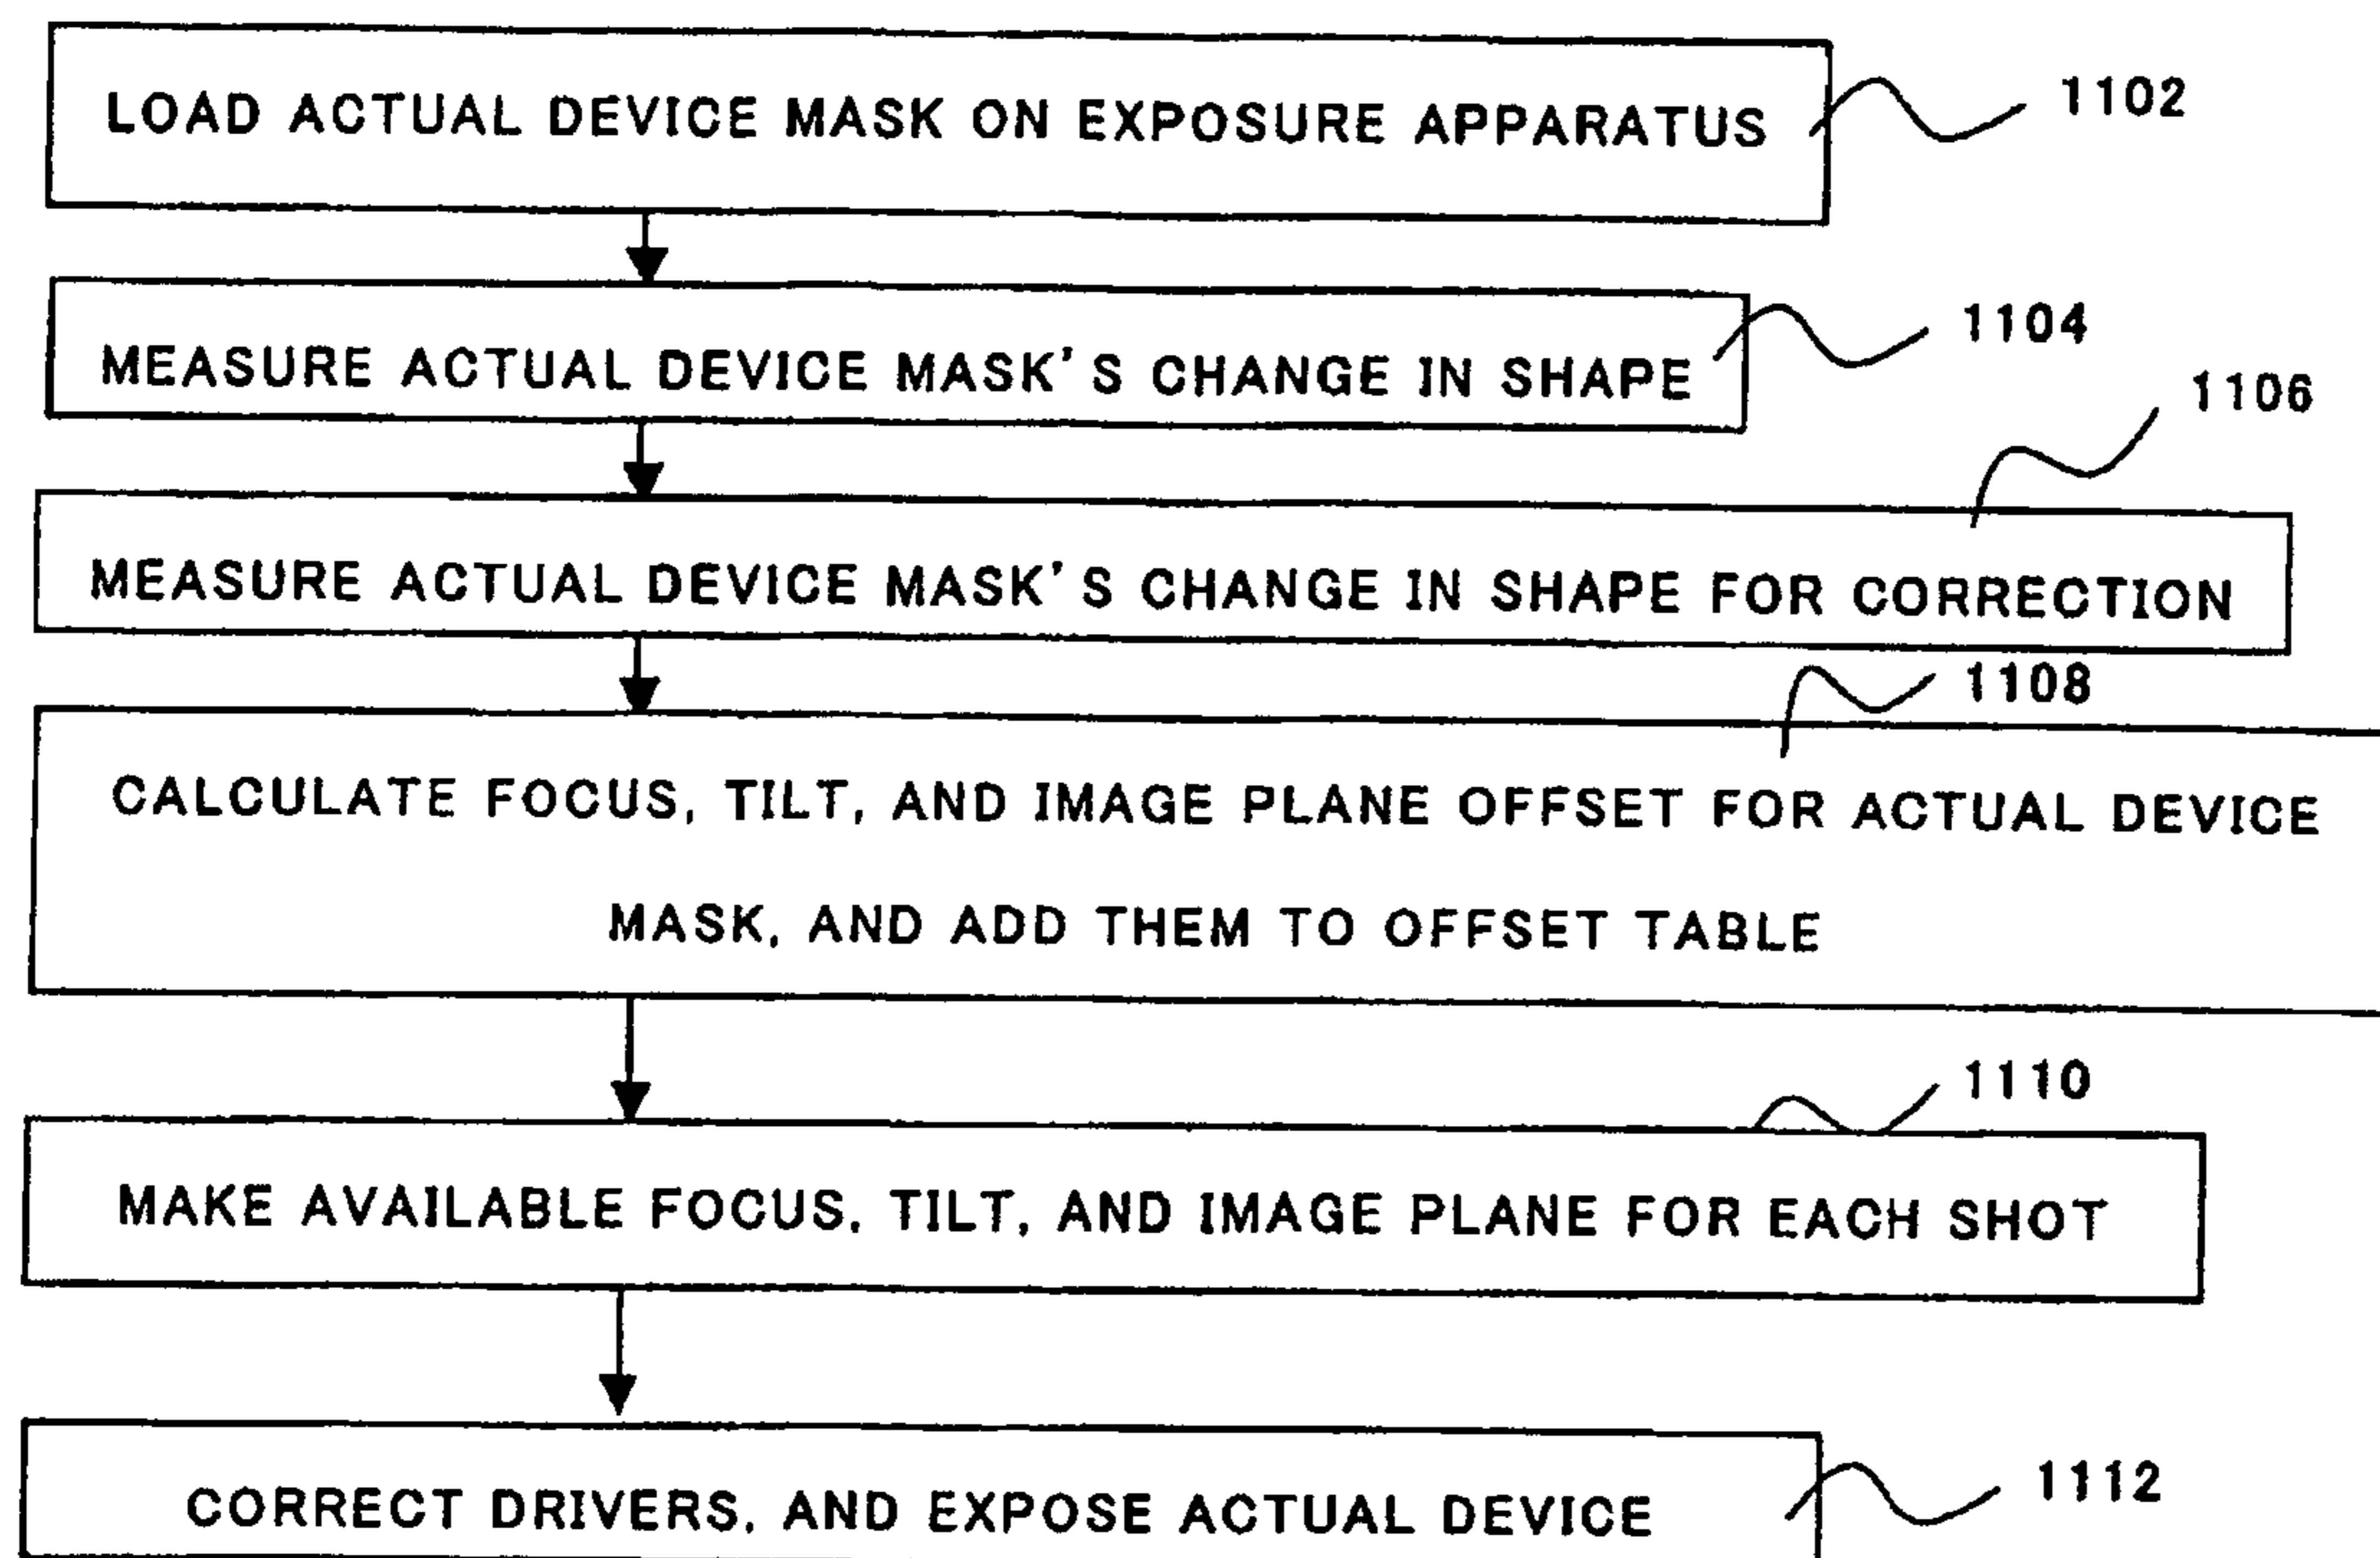 LOAD ACTUAL DEVICE MASK ON EXPOSURE APPARATUS
1102
MEASURE ACTUAL DEVICE MASK'S CHANGE IN SHAPE
1104
1106
MEASURE ACTUAL DEVICE MASK'S CHANGE IN SHAPE FOR CORRECTION
1108
CALCULATE FOCUS, TILT, AND IMAGE PLANE OFFSET FOR ACTUAL DEVICE
MASK, AND ADD THEM TO OFFSET TABLE
1110
MAKE AVAILABLE FOCUS, TILT, AND IMAGE PLANE FOR EACH SHOT
CORRECT DRIVERS, AND EXPOSE ACTUAL DEVICE
1112